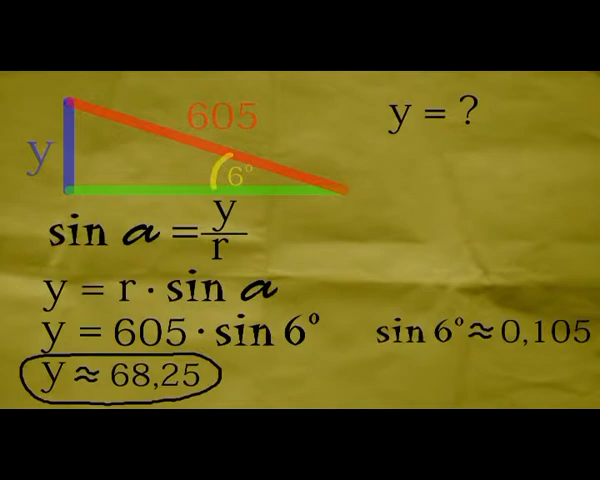 605
y = ?
y
6°
sin a = y/r
y = r · sin a
y = 605 · sin 6°
sin 6° ≈ 0,105
y ≈ 68,25